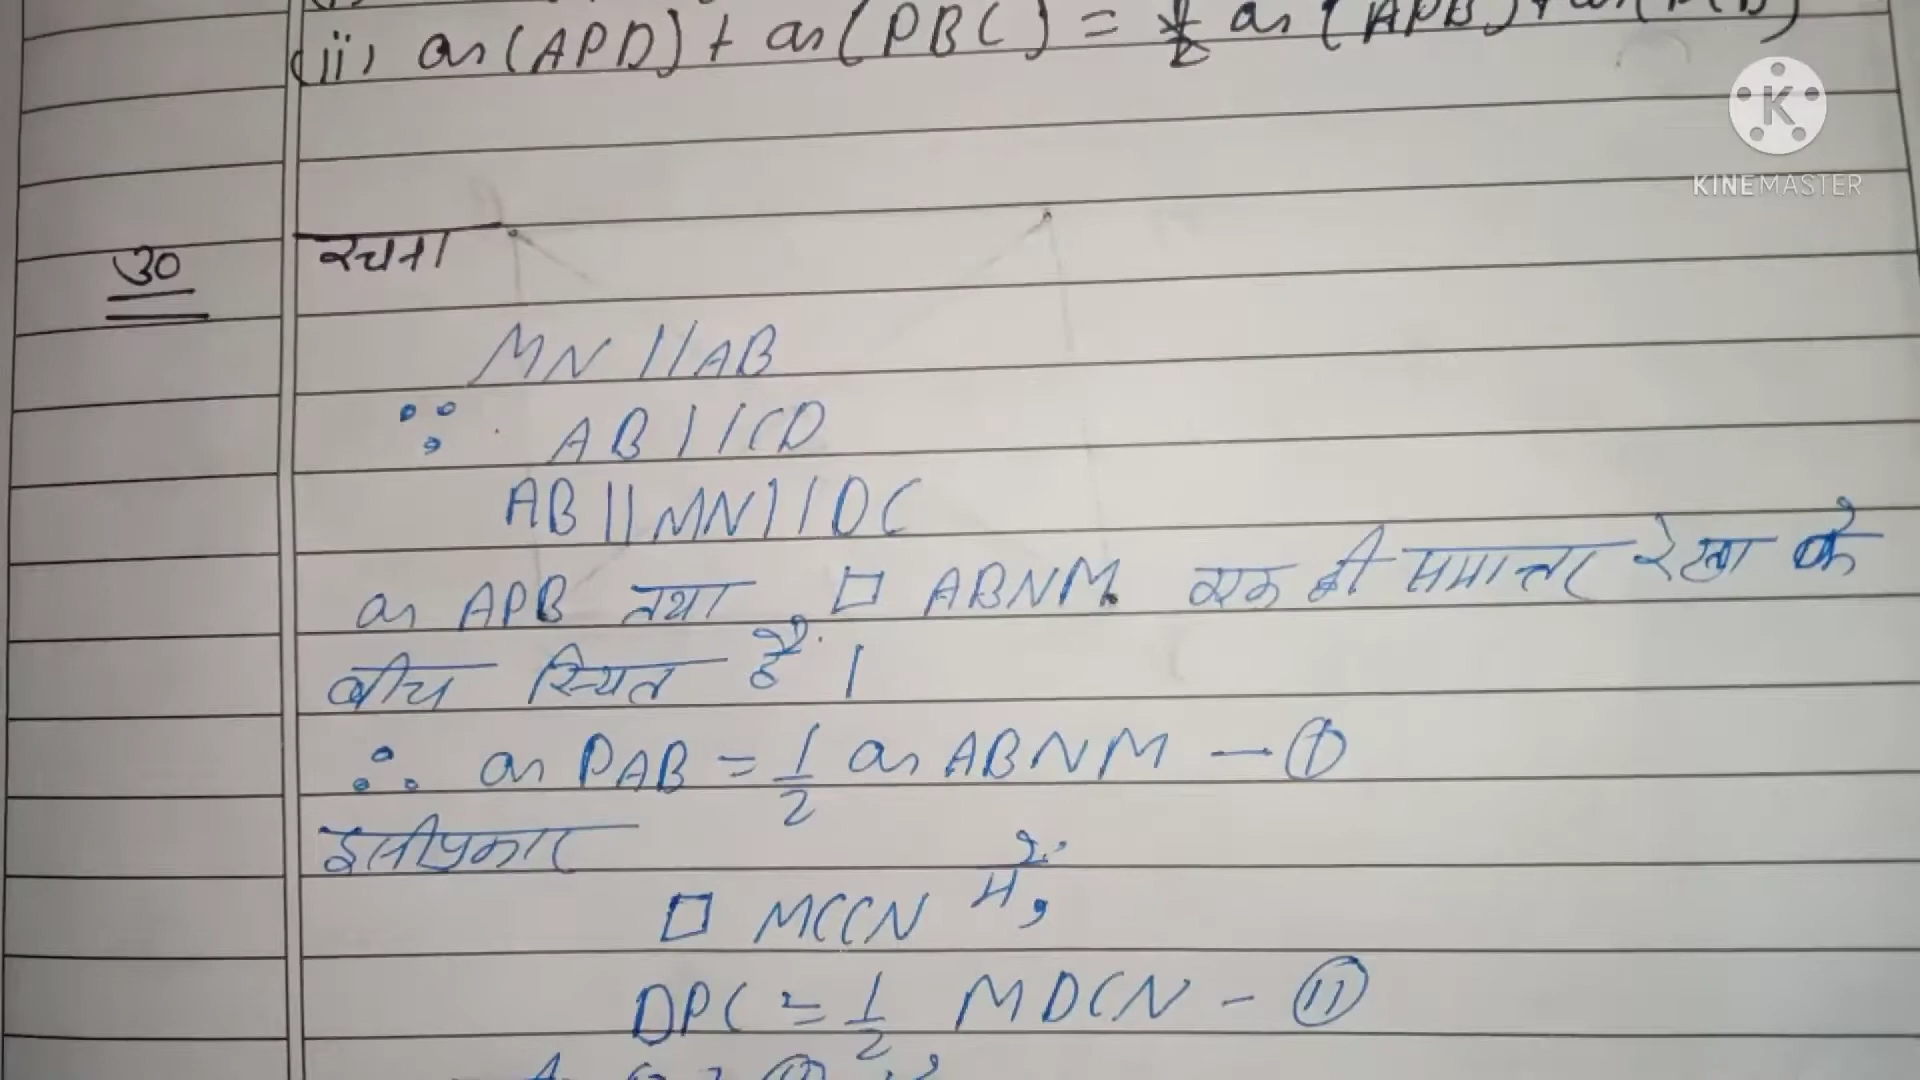 (ii) ar (APD) + ar (PBC) = ar (APB) +
KINEMASTER
उ0 रचना
MN || AB
∵ AB || CD
AB || MN || DC
ar APB तथा □ ABNM एक ही समान्तर रेखा के
बीच स्थित है ।
∴ ar PAB = 1/2 ar ABNM — ①
इसीप्रकार
□ MCCN में,
DPC = 1/2 MDCN - ⑪